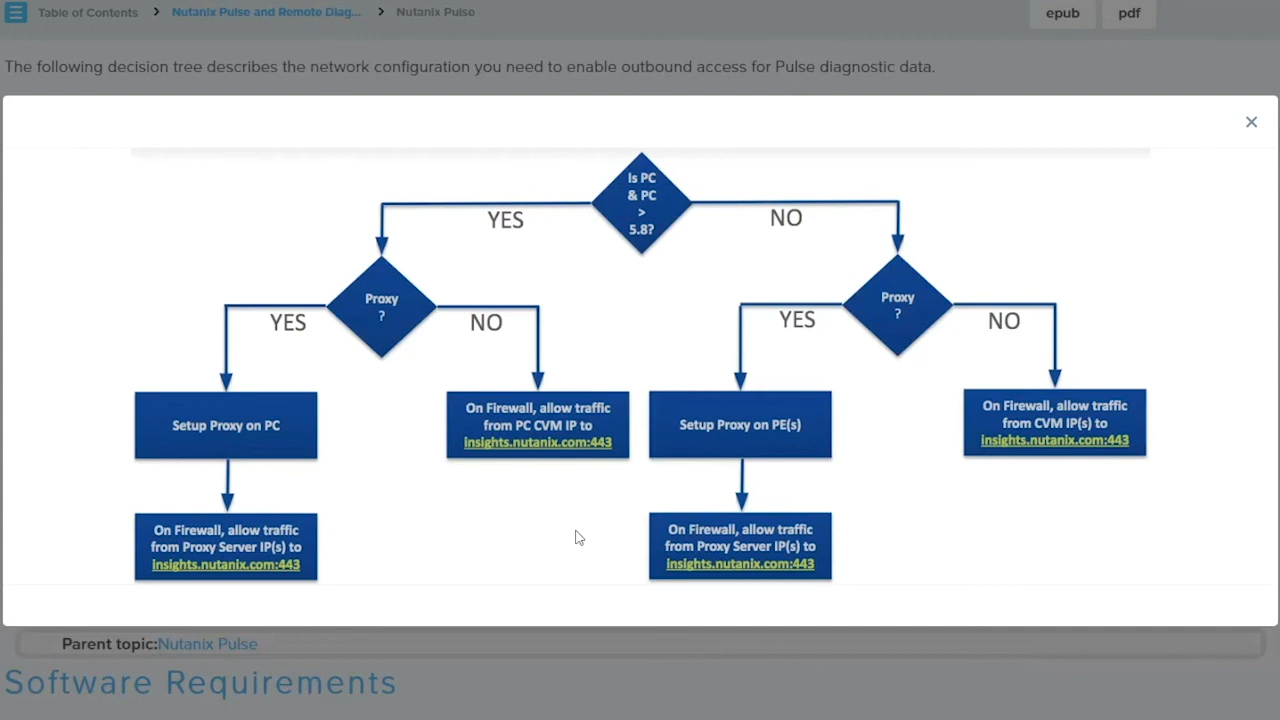 Table of Contents > Nutanix Pulse and Remote Diag... > Nutanix Pulse
epub
pdf
The following decision tree describes the network configuration you need to enable outbound access for Pulse diagnostic data.
×
Is PC
& PC
>
5.8?
YES
NO
Proxy
?
YES
NO
Proxy
?
YES
NO
Setup Proxy on PC
On Firewall, allow traffic
from PC CVM IP to
insights.nutanix.com:443
Setup Proxy on PE(s)
On Firewall, allow traffic
from CVM IP(s) to
insights.nutanix.com:443
On Firewall, allow traffic
from Proxy Server IP(s) to
insights.nutanix.com:443
On Firewall, allow traffic
from Proxy Server IP(s) to
insights.nutanix.com:443
Parent topic:Nutanix Pulse
Software Requirements